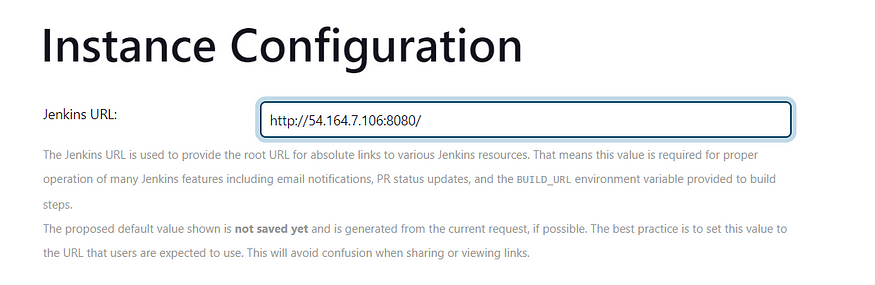 Instance Configuration
Jenkins URL:
http://54.164.7.106:8080/
The Jenkins URL is used to provide the root URL for absolute links to various Jenkins resources. That means this value is required for proper
operation of many Jenkins features including email notifications, PR status updates, and the BUILD_URL environment variable provided to build
steps.
The proposed default value shown is not saved yet and is generated from the current request, if possible. The best practice is to set this value to
the URL that users are expected to use. This will avoid confusion when sharing or viewing links.